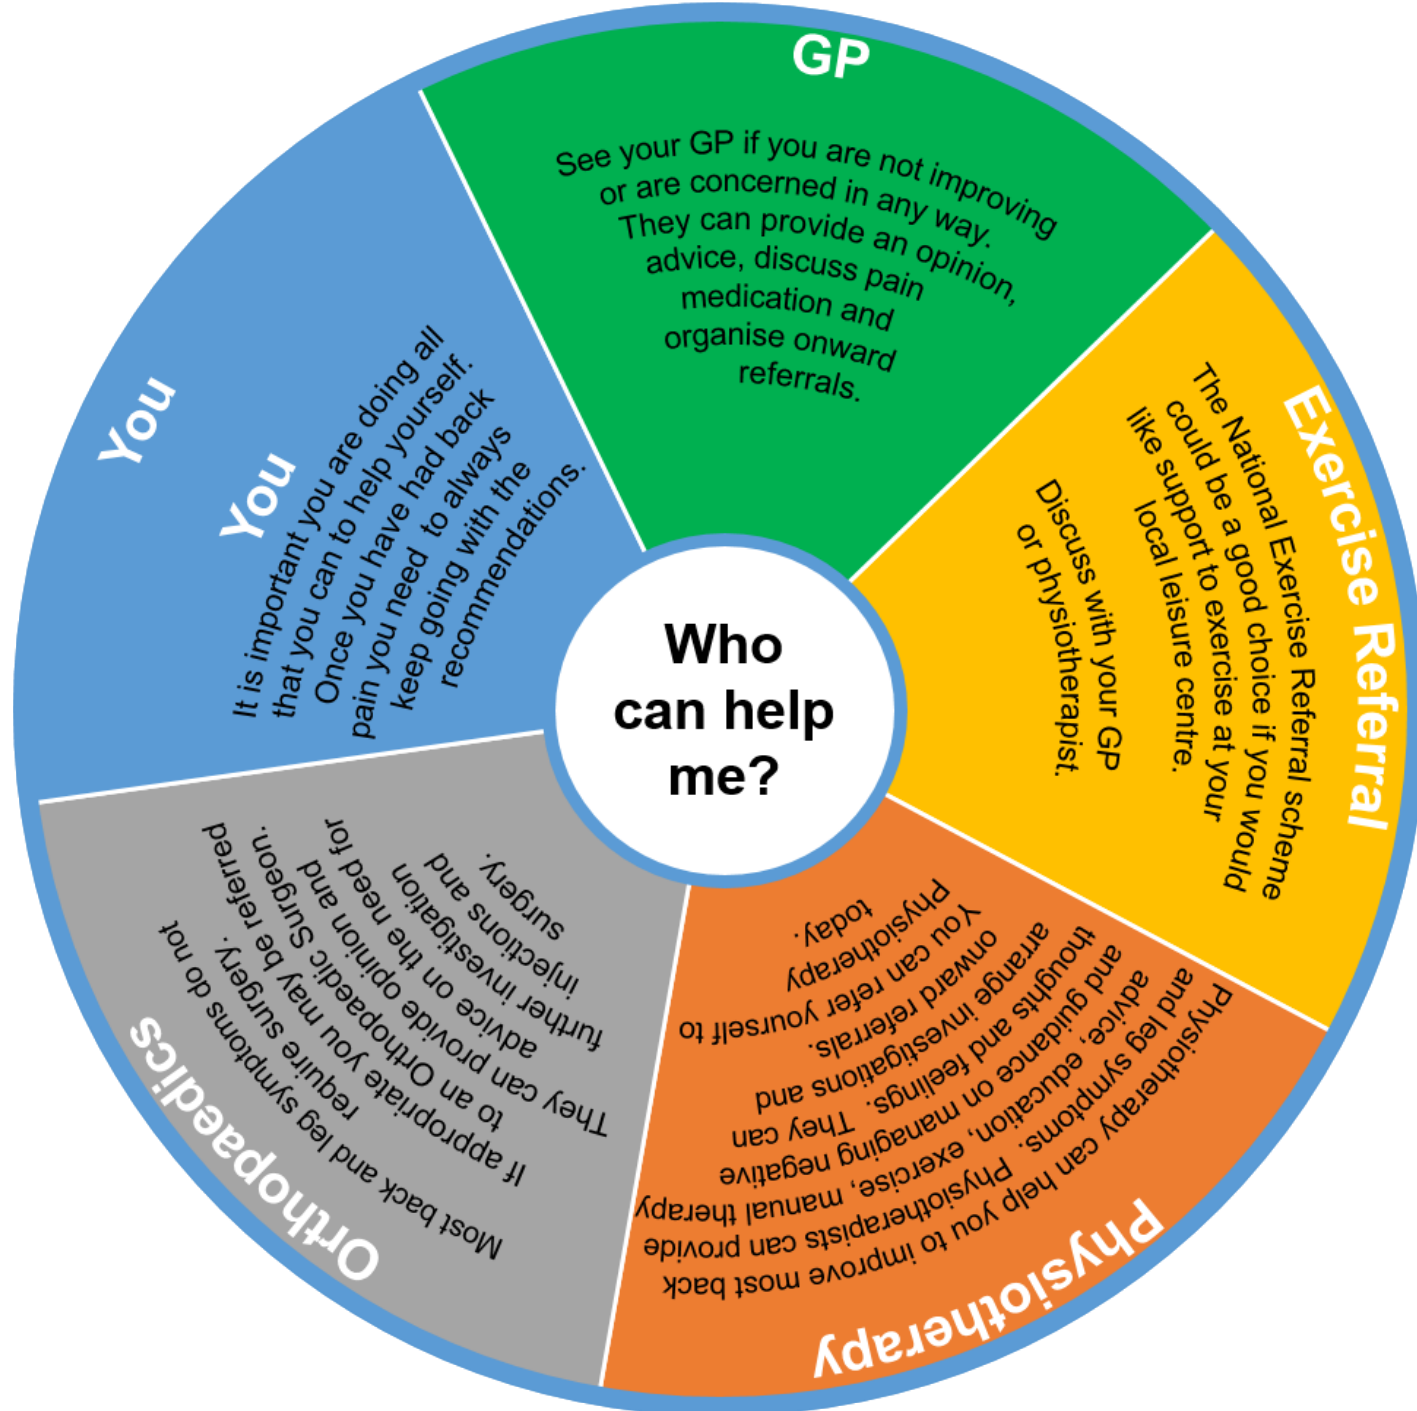 Who
can help
me?
GP
See your GP if you are not improving
or are concerned in any way.
They can provide an opinion,
advice, discuss pain
medication and
organise onward
referrals.
Exercise Referral
The National Exercise Referral scheme
could be a good choice if you would
like support to exercise at your
local leisure centre.
Discuss with your GP
or physiotherapist.
Physiotherapy
Physiotherapy can help you to improve most back
and leg symptoms. Physiotherapists can provide
advice, education, exercise, manual therapy
and guidance on managing negative
thoughts and feelings. They can
arrange investigations and
onward referrals.
You can refer yourself to
Physiotherapy
today.
Orthopaedics
Most back and leg symptoms do not
require surgery.
If appropriate you may be referred
to an Orthopaedic Surgeon.
They can provide opinion and
advice on the need for
further investigation
injections and
surgery.
You
You
It is important you are doing all
that you can to help yourself.
Once you have had back
pain you need to always
keep going with the
recommendations.